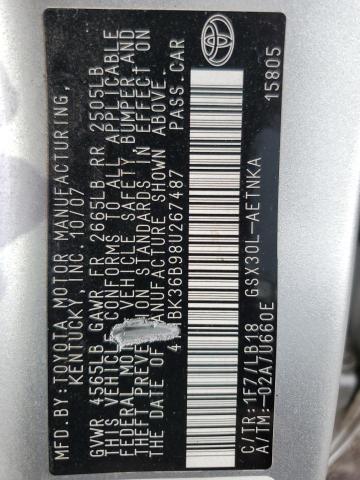 MFD.BY:TOYOTA MOTOR MANUFACTURING,
KENTUCKY, INC. 10/07
GVWR 4565LB GAWR FR 2665LB RR 2505LB
THIS VEHICLE CONFORMS TO ALL APPLICABLE
FEDERAL MOTOR VEHICLE SAFETY, BUMPER, AND
THEFT PREVENTION STANDARDS IN EFFECT ON
THE DATE OF MANUFACTURE SHOWN ABOVE.
4 BK36B98U267487 PASS. CAR
C/TR: 1F7/LB18 GSX30L-AETNKA
A/TM:-02A/U660E 15805